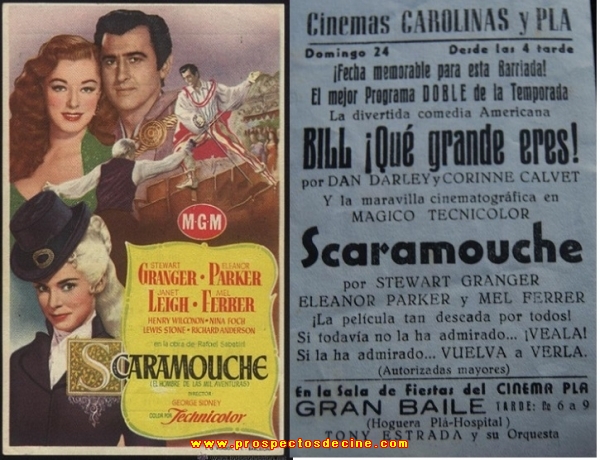 M-G-M
STEWART ELEANOR
GRANGER · PARKER
JANET MEL
LEIGH · FERRER
HENRY WILCOXON · NINA FOCH
LEWIS STONE · RICHARD ANDERSON
en la obra de Rafael Sabatini
SCARAMOUCHE
(EL HOMBRE DE LAS MIL AVENTURAS)
DIRECTOR
GEORGE SIDNEY
COLOR POR Technicolor
Cinemas CAROLINAS y PLA
Domingo 24 Desde las 4 tarde
¡Fecha memorable para esta Barriada!
El mejor Programa DOBLE de la Temporada
La divertida comedia Americana
BILL ¡Qué grande eres!
por DAN DARLEY y CORINNE CALVET
Y la maravilla cinematográfica en
MAGICO TECNICOLOR
Scaramouche
por STEWART GRANGER
ELEANORA PARKER y MEL FERRER
¡La película tan descada por todos!
Si todavía no la ha admirado... ¡VEALA!
Si la ha admirado... VUELVA a VERLA.
(Autorizadas mayores)
En la Sala de Fiestas del CINEMA PLA
GRAN BAILE TARDE: de 6 a 9
(Hoguera Plá-Hospital)
TONY ESTRADA y su Orquesta
www.prospectosdecine.com